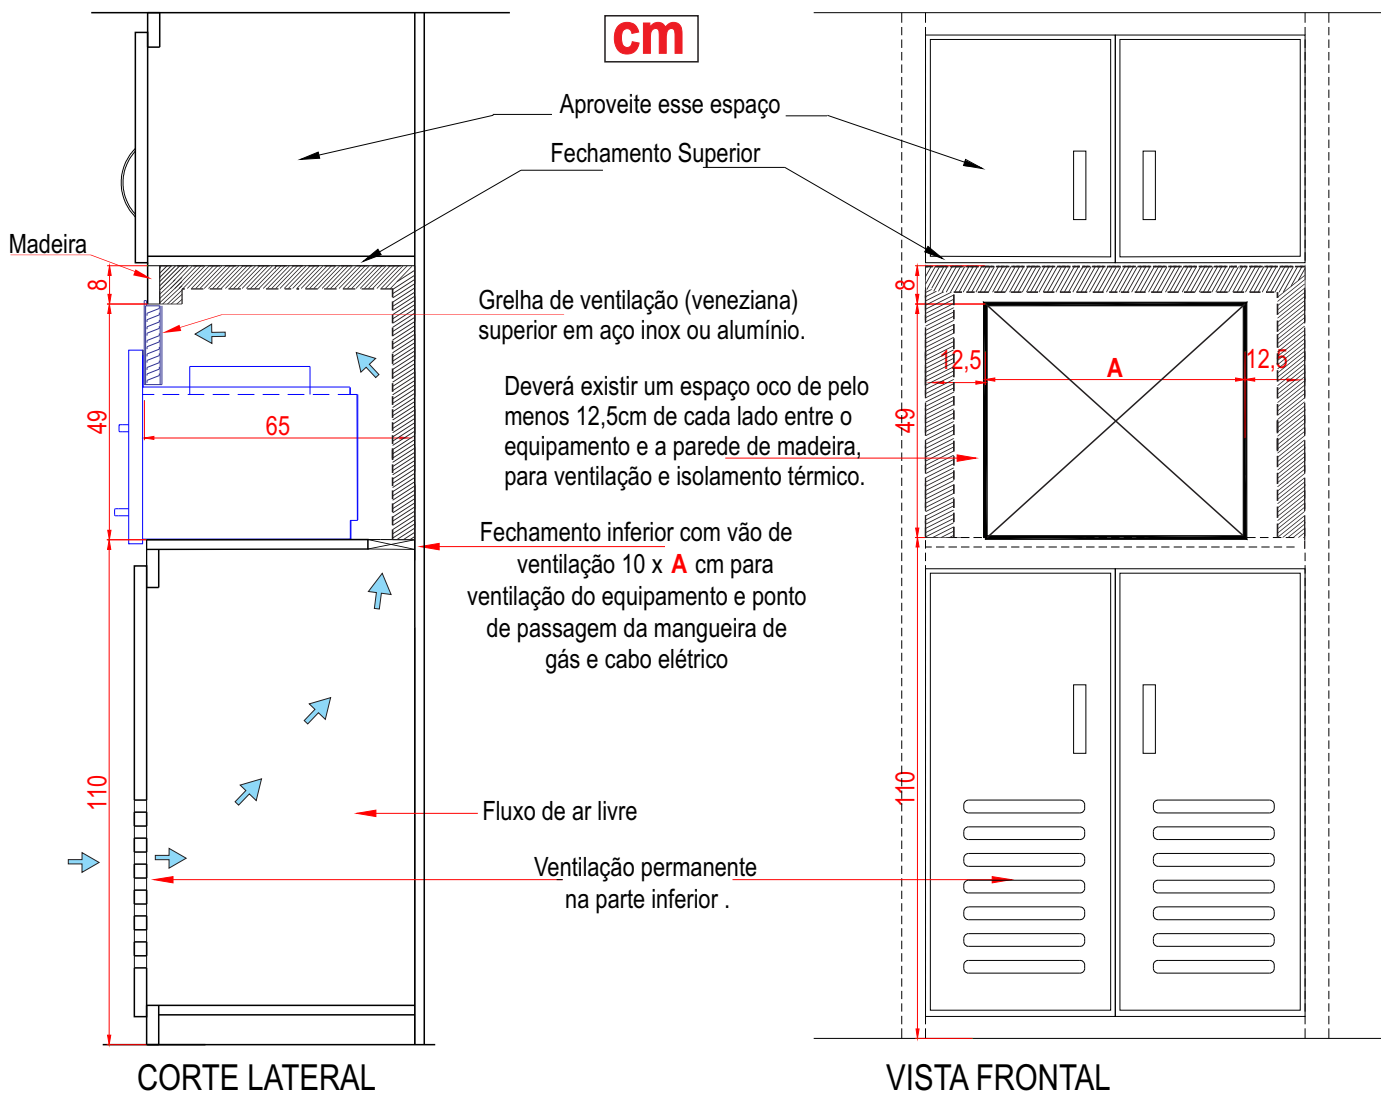 cm
Aproveite esse espaço
Fechamento Superior
Madeira
8
49
65
110
Grelha de ventilação (veneziana)
superior em aço inox ou alumínio.
Deverá existir um espaço oco de pelo
menos 12,5cm de cada lado entre o
equipamento e a parede de madeira,
para ventilação e isolamento térmico.
Fechamento inferior com vão de
ventilação 10 x A cm para
ventilação do equipamento e ponto
de passagem da mangueira de
gás e cabo elétrico
Fluxo de ar livre
Ventilação permanente
na parte inferior .
8
12,5
A
12,5
49
110
CORTE LATERAL
VISTA FRONTAL